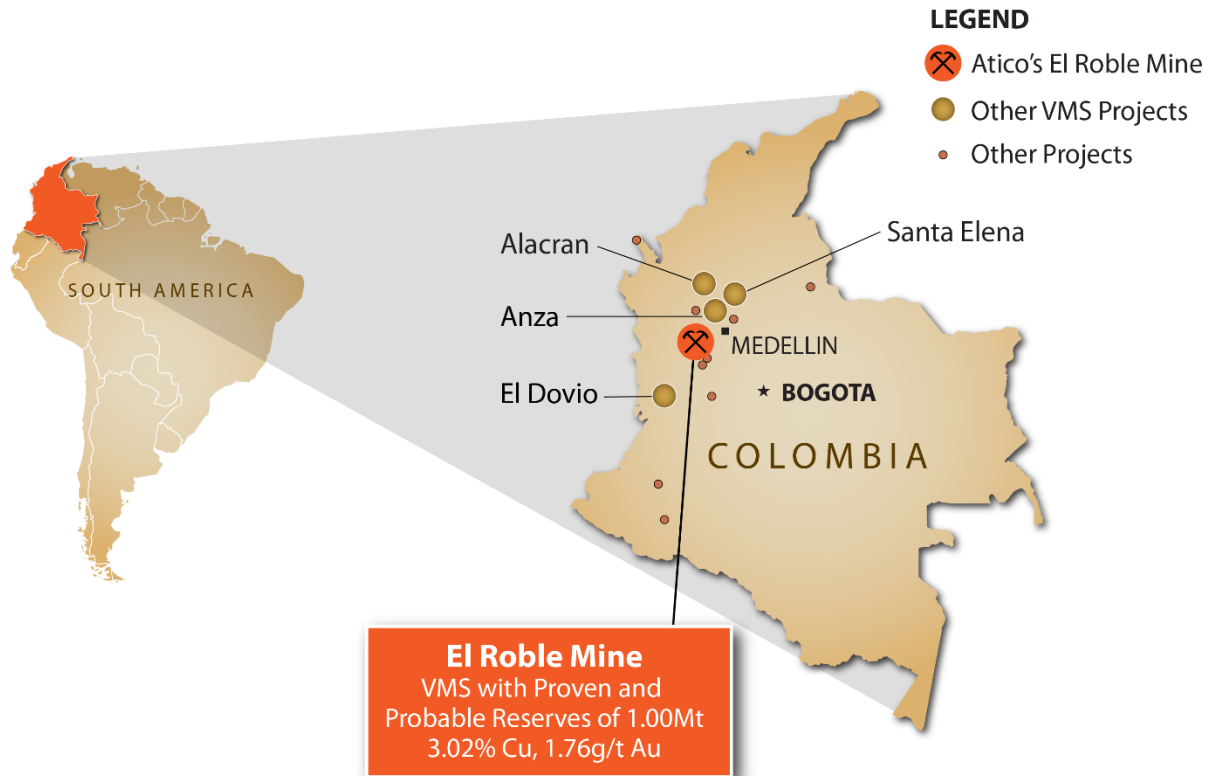 LEGEND
Atico's El Roble Mine
Other VMS Projects
Other Projects
Santa Elena
Alacran
SOUTH AMERICA
Anza
MEDELLIN
El Dovio
BOGOTA
COLOMBIA
El Roble Mine
VMS with Proven and
Probable Reserves of 1.00Mt
3.02% Cu, 1.76g/t Au